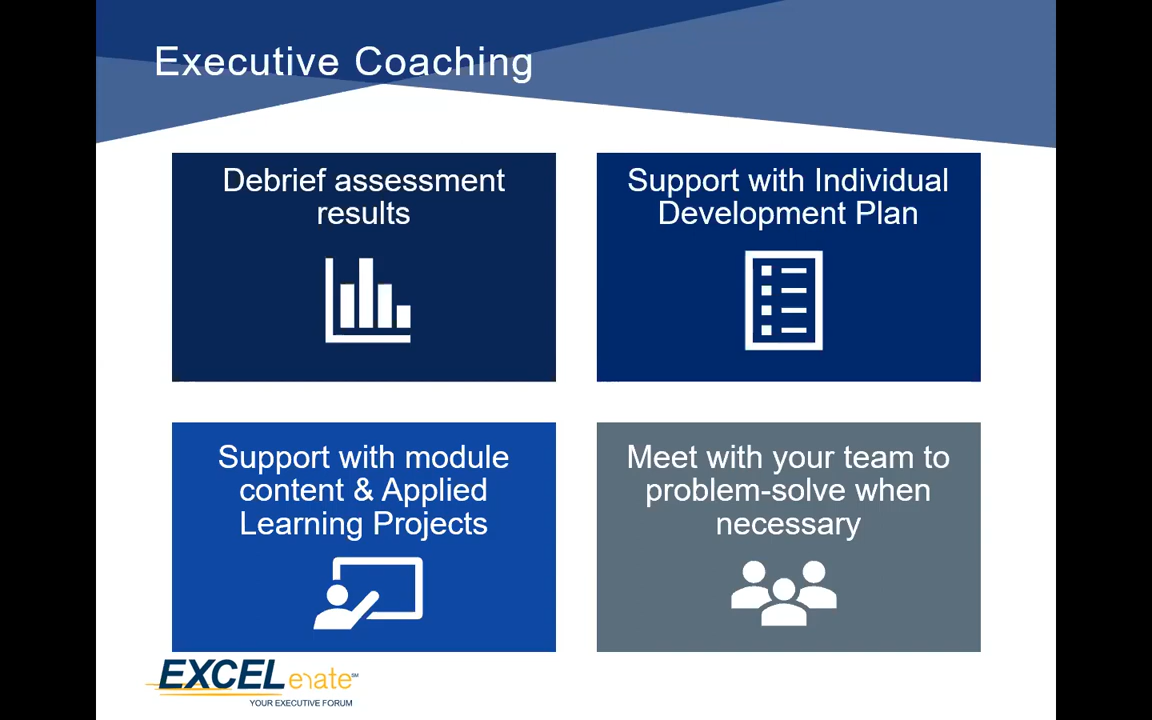 Executive Coaching
Debrief assessment
results
Support with Individual
Development Plan
Support with module
content & Applied
Learning Projects
Meet with your team to
problem-solve when
necessary
EXCELerate℠
YOUR EXECUTIVE FORUM